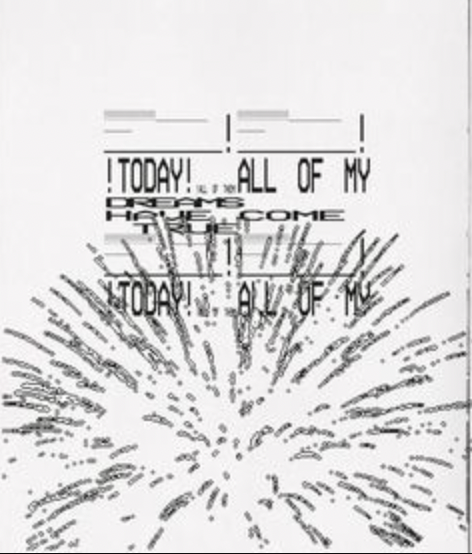 !TODAY! ALL OF THEM ALL OF MY
DREAMS
HAVE COME
TRUE
!TODAY! ALL OF MY